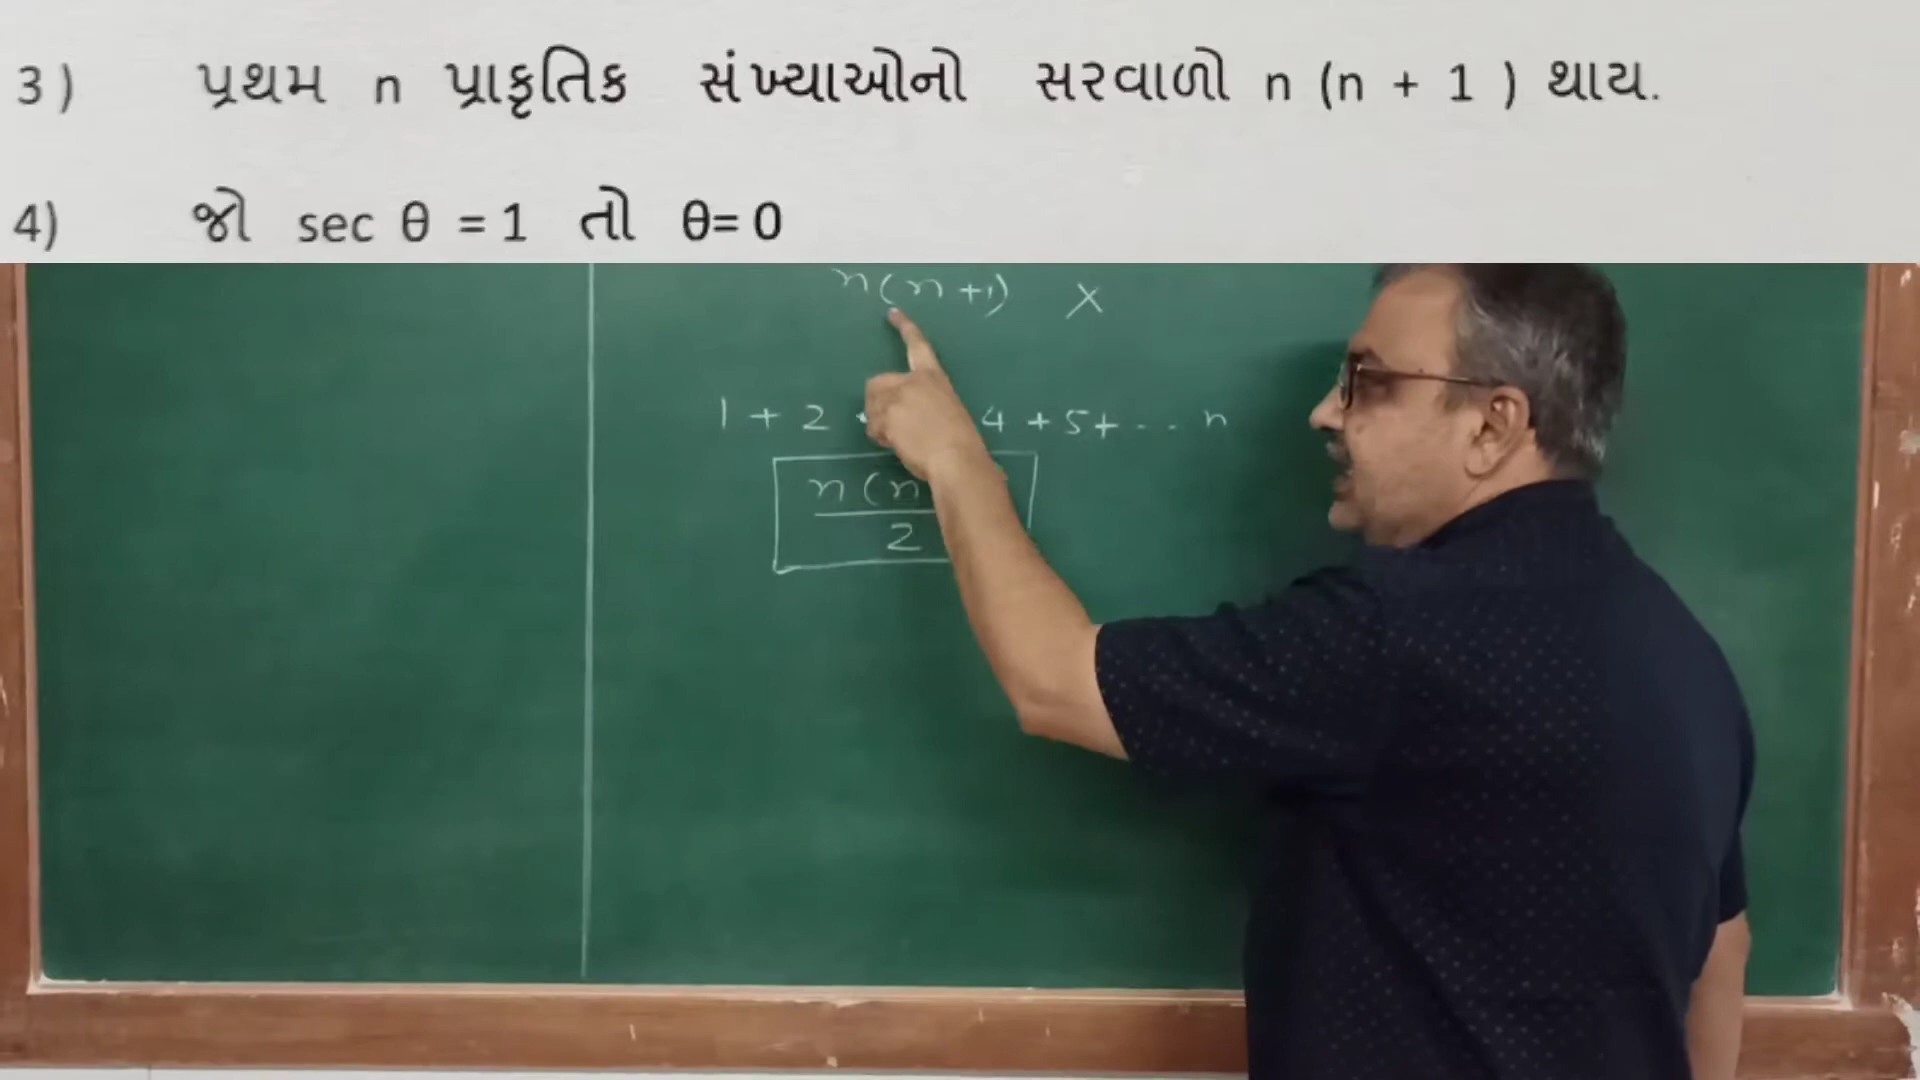 3) પ્રથમ n પ્રાકૃતિક સંખ્યાઓનો સરવાળો n (n + 1 ) થાય.
4) જો sec θ = 1 તો θ= 0
n(n+1) X
1 + 2 4 +5+ -- n
n(n
2